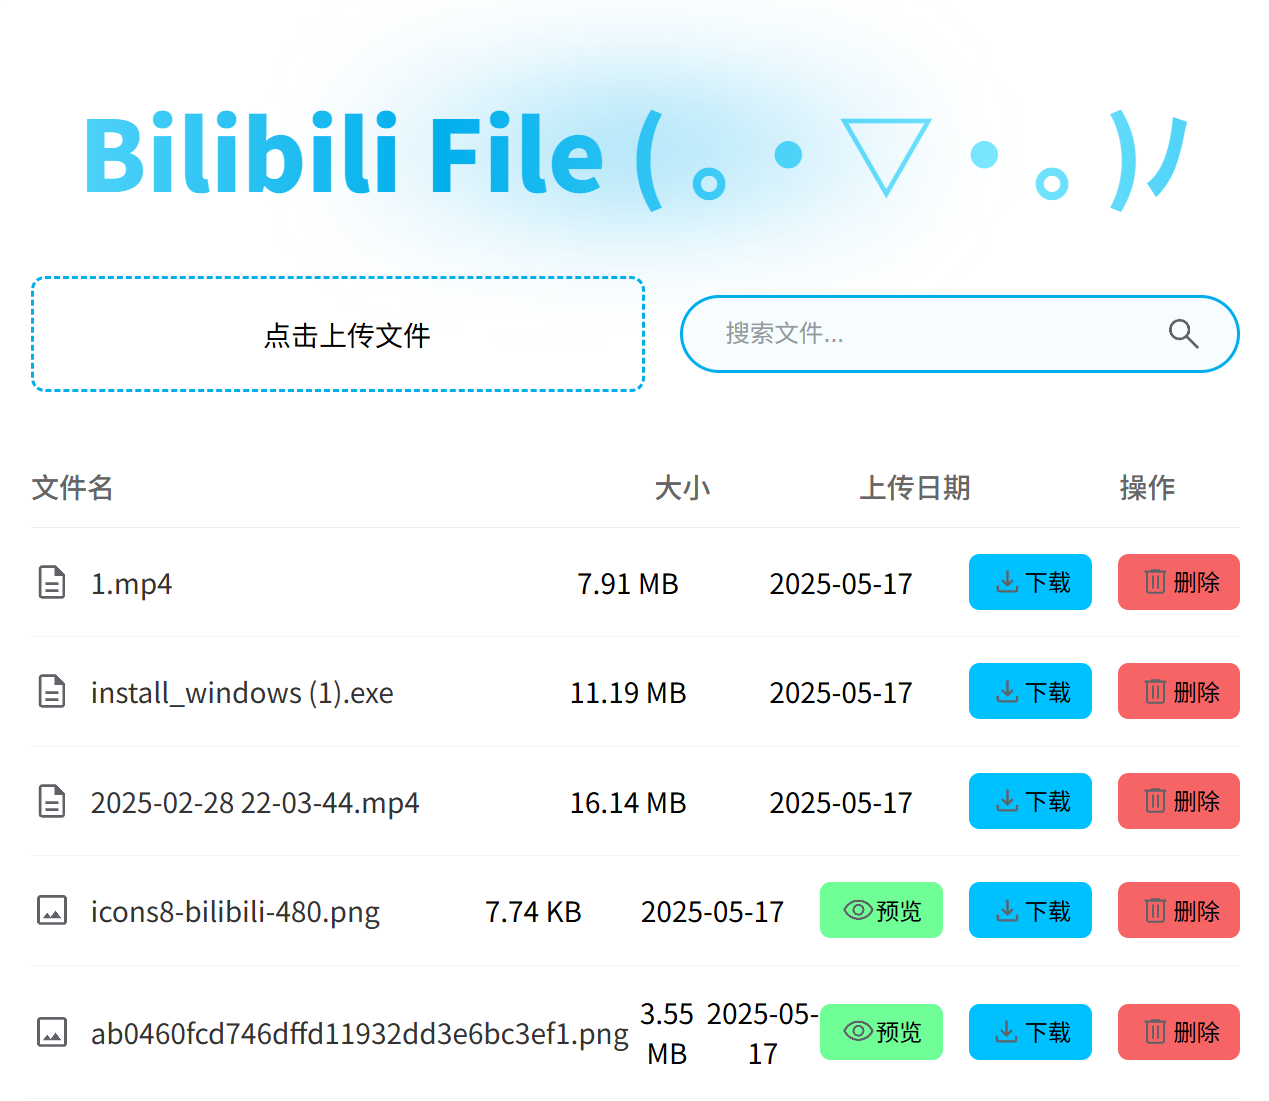 Bilibili File (｡・▽・｡)ﾉ
点击上传文件
搜索文件...
文件名 大小 上传日期 操作
1.mp4 7.91 MB 2025-05-17 下载 删除
install_windows (1).exe 11.19 MB 2025-05-17 下载 删除
2025-02-28 22-03-44.mp4 16.14 MB 2025-05-17 下载 删除
icons8-bilibili-480.png 7.74 KB 2025-05-17 预览 下载 删除
ab0460fcd746dffd11932dd3e6bc3ef1.png 3.55 MB 2025-05-17 预览 下载 删除